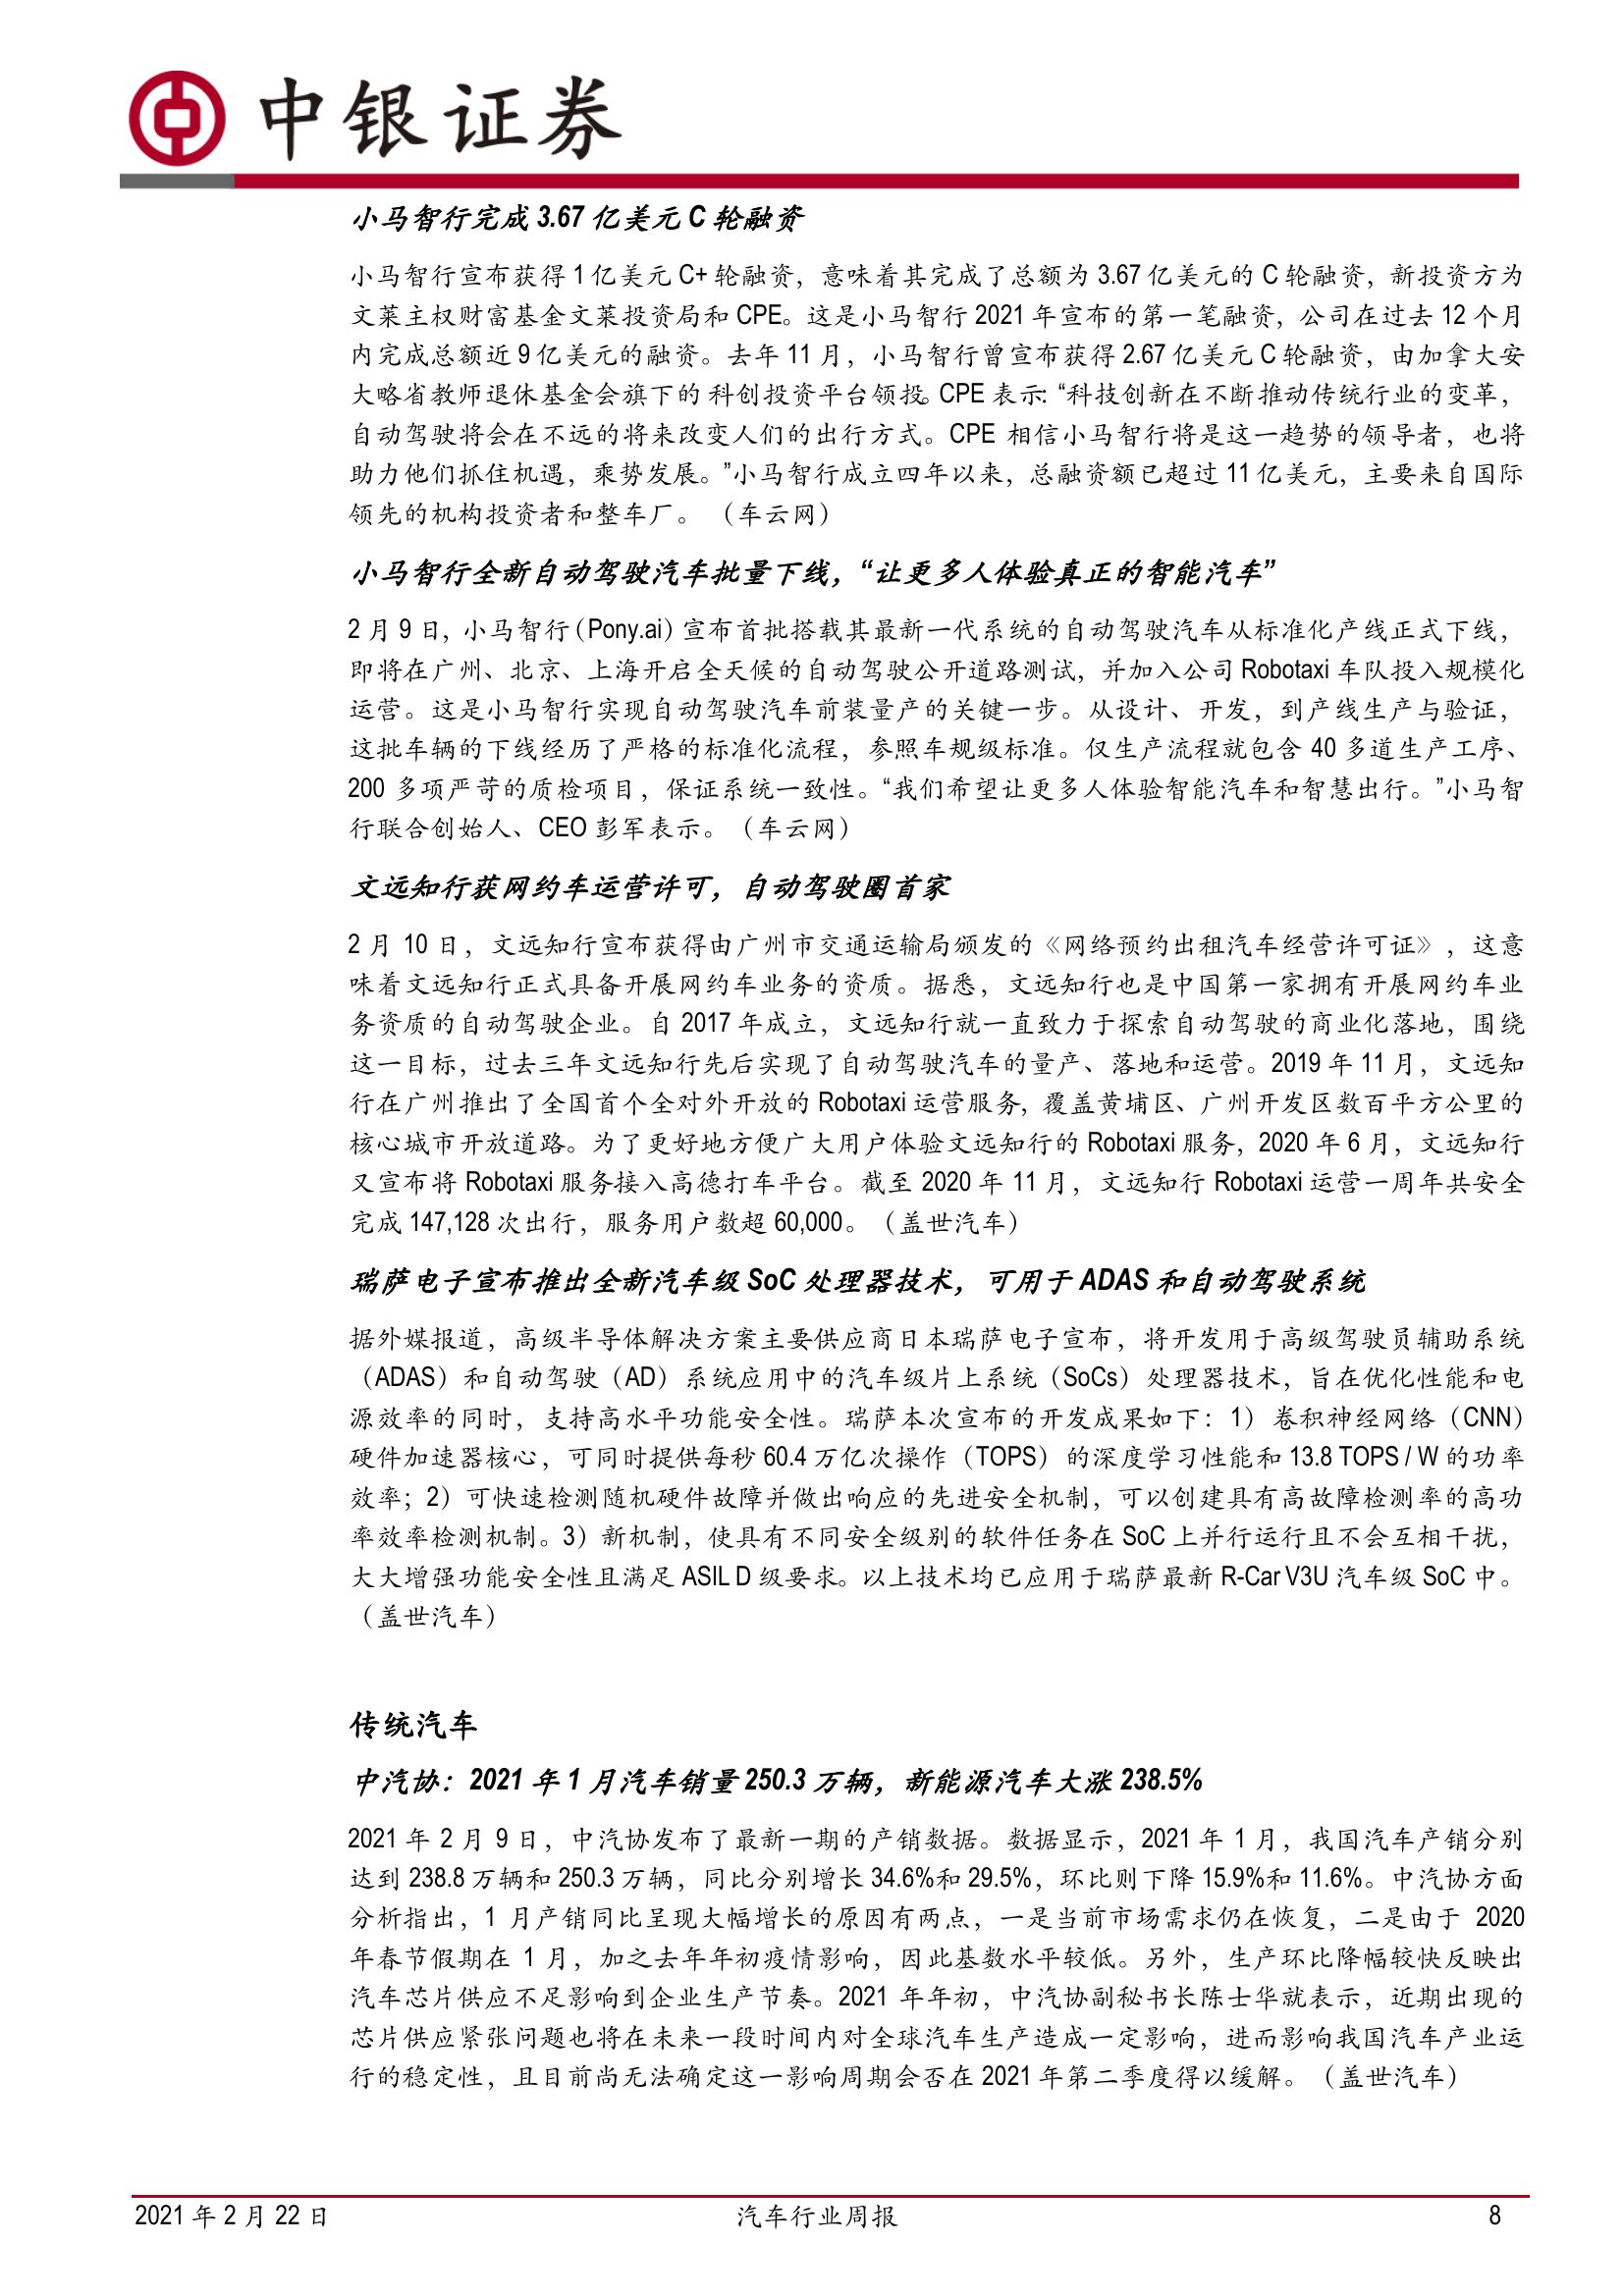 中银证券
小马智行完成 3.67 亿美元 C 轮融资
小马智行宣布获得 1 亿美元 C+ 轮融资，意味着其完成了总额为 3.67 亿美元的 C 轮融资，新投资方为
文莱主权财富基金文莱投资局和 CPE。这是小马智行 2021 年宣布的第一笔融资，公司在过去 12 个月
内完成总额近 9 亿美元的融资。去年 11 月，小马智行曾宣布获得 2.67 亿美元 C 轮融资，由加拿大安
大略省教师退休基金会旗下的 科创投资平台领投。CPE 表示：“科技创新在不断推动传统行业的变革，
自动驾驶将会在不远的将来改变人们的出行方式。CPE 相信小马智行将是这一趋势的领导者，也将
助力他们抓住机遇，乘势发展。”小马智行成立四年以来，总融资额已超过 11 亿美元，主要来自国际
领先的机构投资者和整车厂。（车云网）
小马智行全新自动驾驶汽车批量下线，“让更多人体验真正的智能汽车”
2 月 9 日，小马智行（Pony.ai）宣布首批搭载其最新一代系统的自动驾驶汽车从标准化产线正式下线，
即将在广州、北京、上海开启全天候的自动驾驶公开道路测试，并加入公司 Robotaxi 车队投入规模化
运营。这是小马智行实现自动驾驶汽车前装量产的关键一步。从设计、开发，到产线生产与验证，
这批车辆的下线经历了严格的标准化流程，参照车规级标准。仅生产流程就包含 40 多道生产工序、
200 多项严苛的质检项目，保证系统一致性。“我们希望让更多人体验智能汽车和智慧出行。”小马智
行联合创始人、CEO 彭军表示。（车云网）
文远知行获网约车运营许可，自动驾驶圈首家
2 月 10 日，文远知行宣布获得由广州市交通运输局颁发的《网络预约出租汽车经营许可证》，这意
味着文远知行正式具备开展网约车业务的资质。据悉，文远知行也是中国第一家拥有开展网约车业
务资质的自动驾驶企业。自 2017 年成立，文远知行就一直致力于探索自动驾驶的商业化落地，围绕
这一目标，过去三年文远知行先后实现了自动驾驶汽车的量产、落地和运营。2019 年 11 月，文远知
行在广州推出了全国首个全对外开放的 Robotaxi 运营服务，覆盖黄埔区、广州开发区数百平方公里的
核心城市开放道路。为了更好地方便广大用户体验文远知行的 Robotaxi 服务，2020 年 6 月，文远知行
又宣布将 Robotaxi 服务接入高德打车平台。截至 2020 年 11 月，文远知行 Robotaxi 运营一周年共安全
完成 147,128 次出行，服务用户数超 60,000。（盖世汽车）
瑞萨电子宣布推出全新汽车级 SoC 处理器技术，可用于 ADAS 和自动驾驶系统
据外媒报道，高级半导体解决方案主要供应商日本瑞萨电子宣布，将开发用于高级驾驶员辅助系统
（ADAS）和自动驾驶（AD）系统应用中的汽车级片上系统（SoCs）处理器技术，旨在优化性能和电
源效率的同时，支持高水平功能安全性。瑞萨本次宣布的开发成果如下：1）卷积神经网络（CNN）
硬件加速器核心，可同时提供每秒 60.4 万亿次操作（TOPS）的深度学习性能和 13.8 TOPS / W 的功率
效率；2）可快速检测随机硬件故障并做出响应的先进安全机制，可以创建具有高故障检测率的高功
率效率检测机制。3）新机制，使具有不同安全级别的软件任务在 SoC 上并行运行且不会互相干扰，
大大增强功能安全性且满足 ASIL D 级要求。以上技术均已应用于瑞萨最新 R-Car V3U 汽车级 SoC 中。
（盖世汽车）
传统汽车
中汽协：2021 年 1 月汽车销量 250.3 万辆，新能源汽车大涨 238.5%
2021 年 2 月 9 日，中汽协发布了最新一期的产销数据。数据显示，2021 年 1 月，我国汽车产销分别
达到 238.8 万辆和 250.3 万辆，同比分别增长 34.6%和 29.5%，环比则下降 15.9%和 11.6%。中汽协方面
分析指出，1 月产销同比呈现大幅增长的原因有两点，一是当前市场需求仍在恢复，二是由于 2020
年春节假期在 1 月，加之去年年初疫情影响，因此基数水平较低。另外，生产环比降幅较快反映出
汽车芯片供应不足影响到企业生产节奏。2021 年年初，中汽协副秘书长陈士华就表示，近期出现的
芯片供应紧张问题也将在未来一段时间内对全球汽车生产造成一定影响，进而影响我国汽车产业运
行的稳定性，且目前尚无法确定这一影响周期会否在 2021 年第二季度得以缓解。（盖世汽车）
2021 年 2 月 22 日
汽车行业周报
8